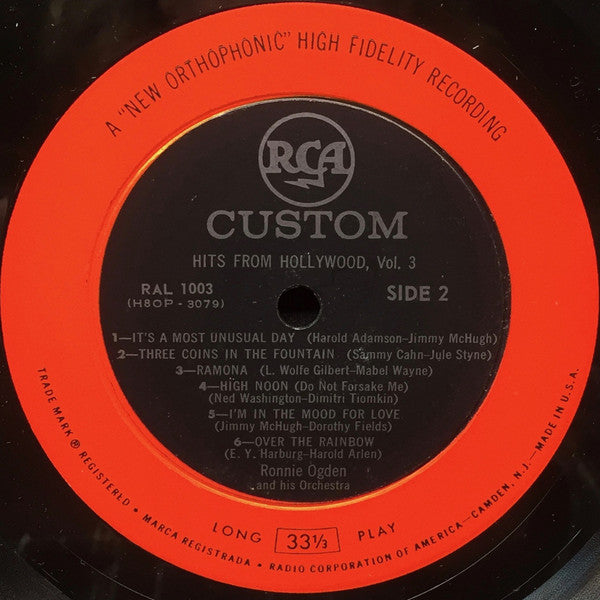 A "NEW ORTHOPHONIC" HIGH FIDELITY RECORDING
RCA
CUSTOM
HITS FROM HOLLYWOOD, Vol. 3
RAL 1003
(H8OP - 3079)
SIDE 2
1—IT'S A MOST UNUSUAL DAY (Harold Adamson-Jimmy McHugh)
2—THREE COINS IN THE FOUNTAIN (Sammy Cahn-Jule Styne)
3—RAMONA (L. Wolfe Gilbert-Mabel Wayne)
4—HIGH NOON (Do Not Forsake Me)
(Ned Washington-Dimitri Tiomkin)
5—I'M IN THE MOOD FOR LOVE
(Jimmy McHugh-Dorothy Fields)
6—OVER THE RAINBOW
(E. Y. Harburg-Harold Arlen)
Ronnie Ogden
and his Orchestra
LONG 33⅓ PLAY
TRADE MARK ® REGISTERED • MARCA REGISTRADA • RADIO CORPORATION OF AMERICA—CAMDEN, N.J.—MADE IN U.S.A.